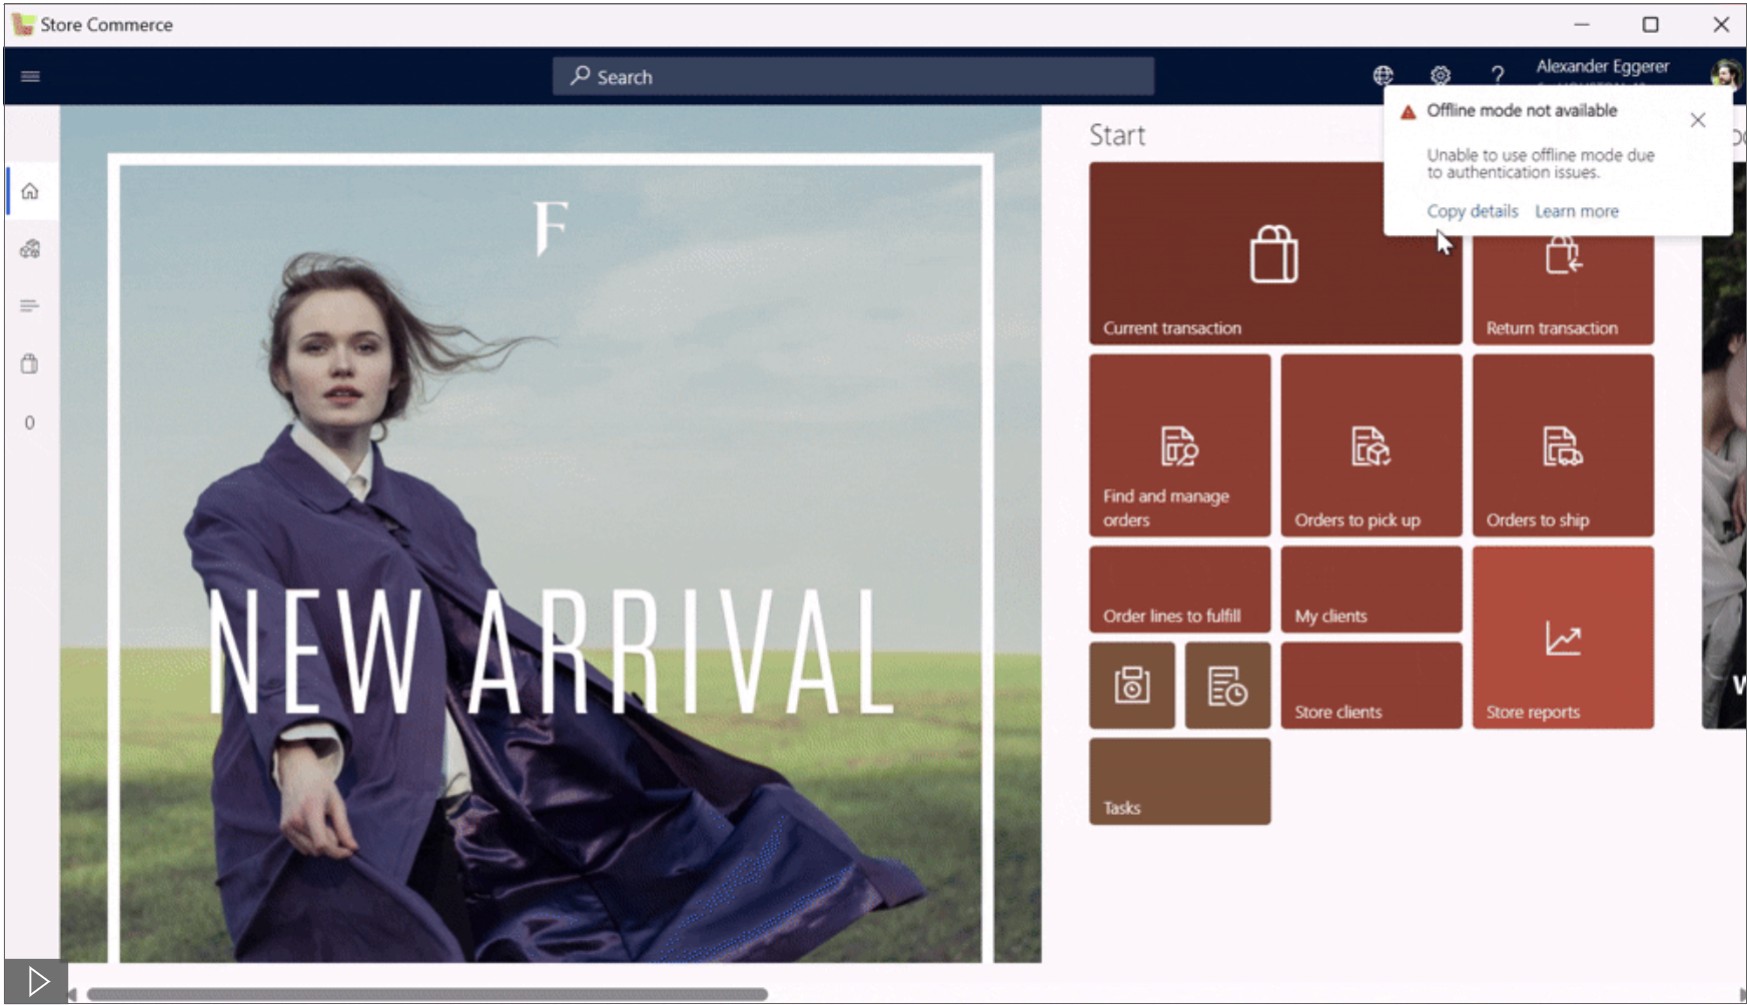 Store Commerce
Search
Alexander Eggerer
Offline mode not available
Unable to use offline mode due
to authentication issues.
Copy details Learn more
Start
F
NEW ARRIVAL
0
Current transaction
Return transaction
Find and manage
orders
Orders to pick up
Orders to ship
Order lines to fulfill
My clients
Store clients
Store reports
Tasks